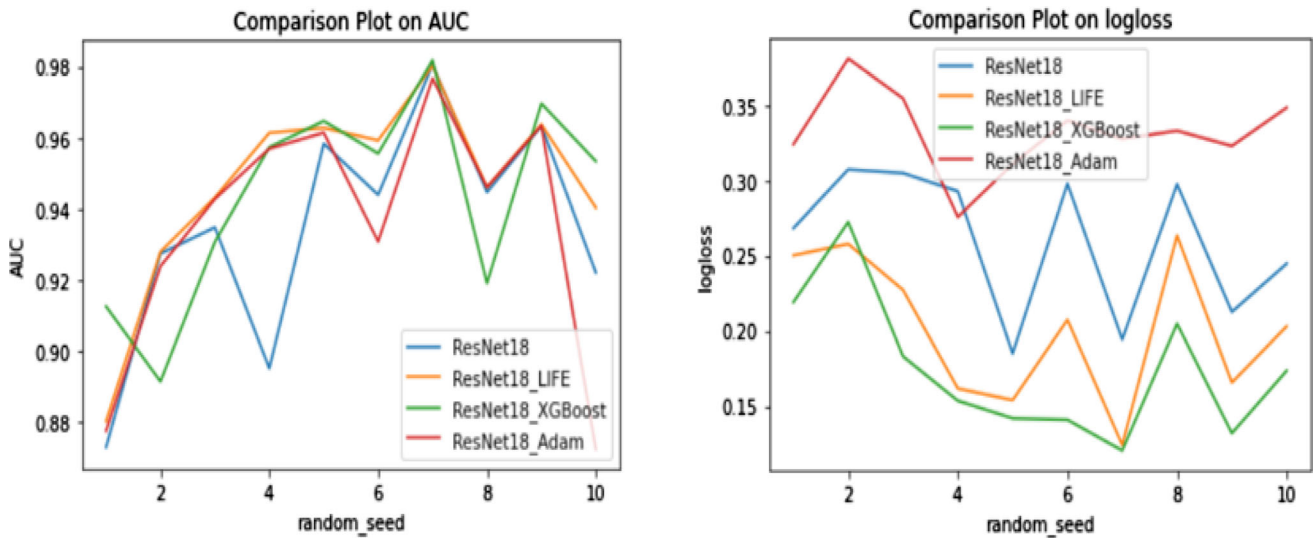 Comparison Plot on AUC
0.98
0.96
0.94
0.92
0.90
0.88
AUC
ResNet18
ResNet18_LIFE
ResNet18_XGBoost
ResNet18_Adam
2
4
6
8
10
random_seed
Comparison Plot on logloss
ResNet18
ResNet18_LIFE
ResNet18_XGBoost
ResNet18_Adam
0.35
0.30
0.25
0.20
0.15
logloss
2
4
6
8
10
random_seed